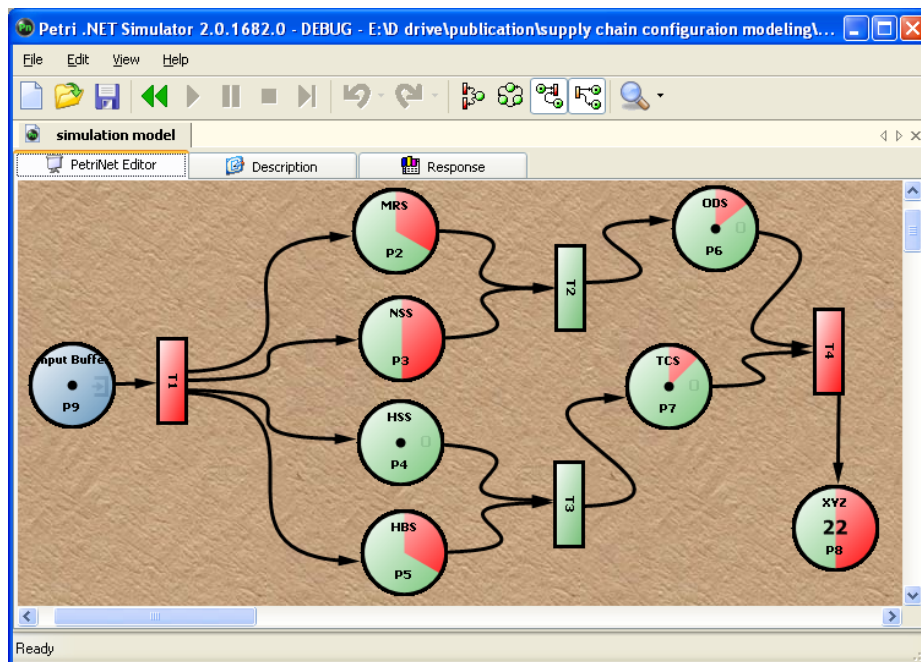 Petri .NET Simulator 2.0.1682.0 - DEBUG - E:\D drive\publication\supply chain configuraion modeling\...
File Edit View Help
simulation model
PetriNet Editor Description Response
MRS
P2
NSS
P3
HSS
P4
HBS
P5
nput Buffe
P9
T1
T2
T3
ODS
P6
TCS
P7
T4
XYZ
22
P8
Ready